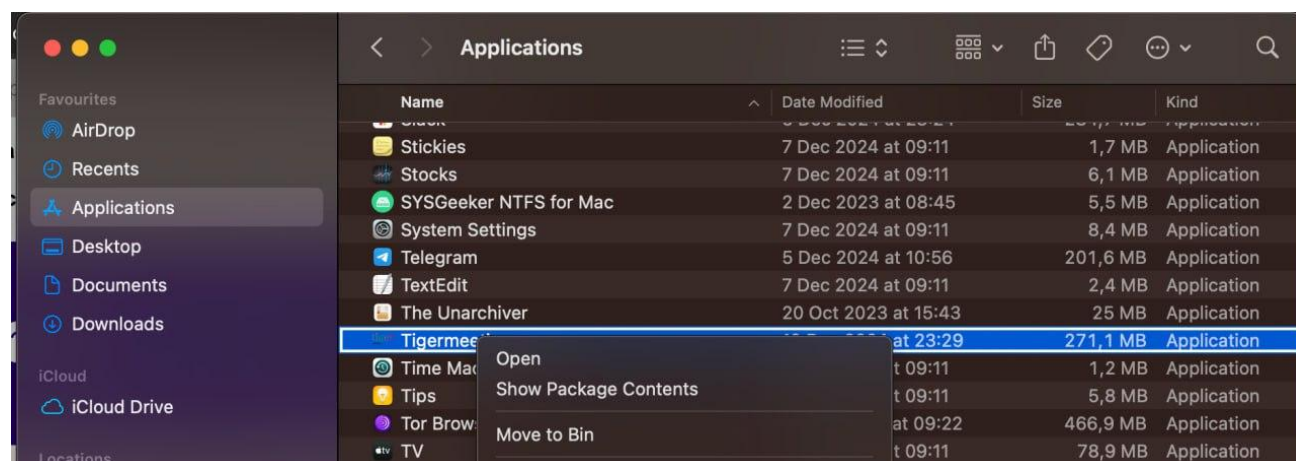 Applications
Favourites
AirDrop
Recents
Applications
Desktop
Documents
Downloads
iCloud
iCloud Drive
Locations
Name Date Modified Size Kind
Slack Application
Stickies 7 Dec 2024 at 09:11 1,7 MB Application
Stocks 7 Dec 2024 at 09:11 6,1 MB Application
SYSGeeker NTFS for Mac 2 Dec 2023 at 08:45 5,5 MB Application
System Settings 7 Dec 2024 at 09:11 8,4 MB Application
Telegram 5 Dec 2024 at 10:56 201,6 MB Application
TextEdit 7 Dec 2024 at 09:11 2,4 MB Application
The Unarchiver 20 Oct 2023 at 15:43 25 MB Application
Tigermeeti at 23:29 271,1 MB Application
Time Mac t 09:11 1,2 MB Application
Tips t 09:11 5,8 MB Application
Tor Brow at 09:22 466,9 MB Application
TV t 09:11 78,9 MB Application
Open
Show Package Contents
Move to Bin